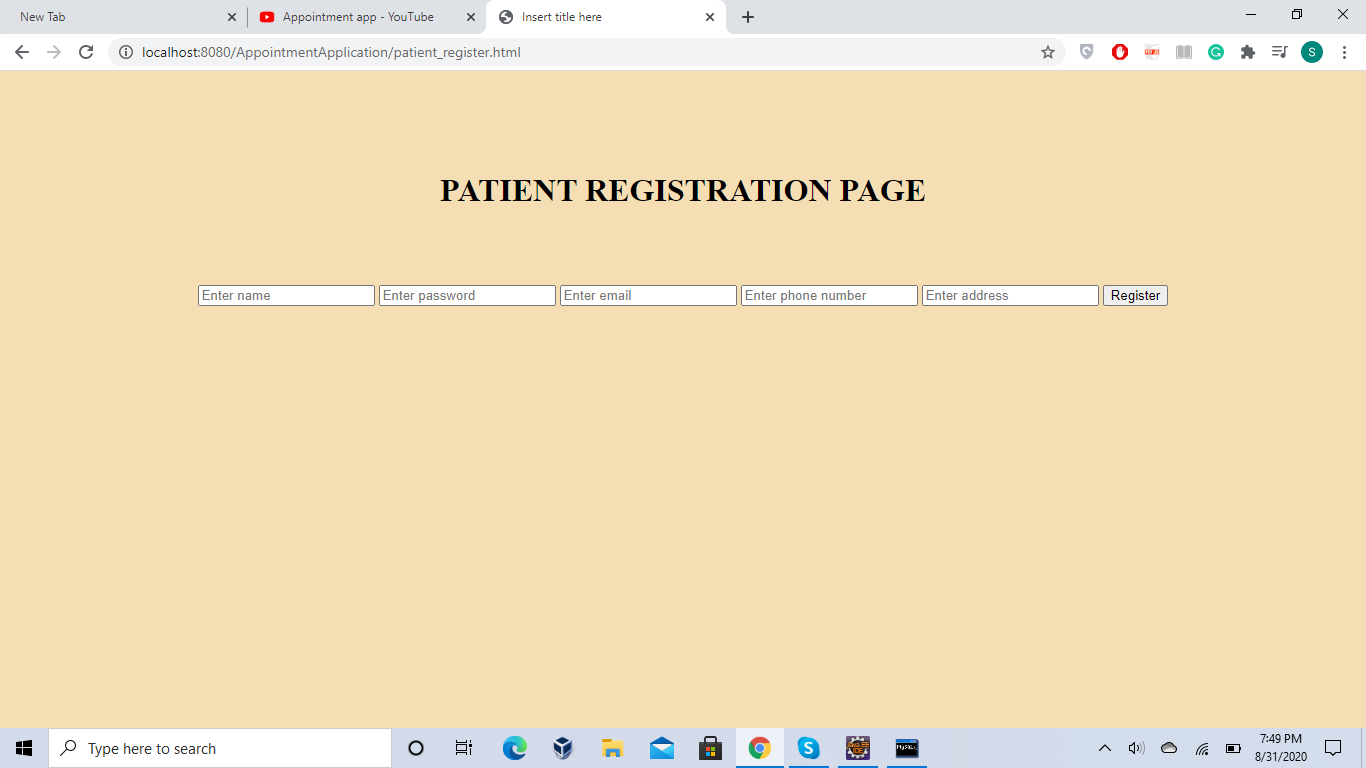 New Tab
Appointment app - YouTube
Insert title here
localhost:8080/AppointmentApplication/patient_register.html
S
PATIENT REGISTRATION PAGE
Enter name Enter password Enter email Enter phone number Enter address Register
Type here to search
7:49 PM
8/31/2020